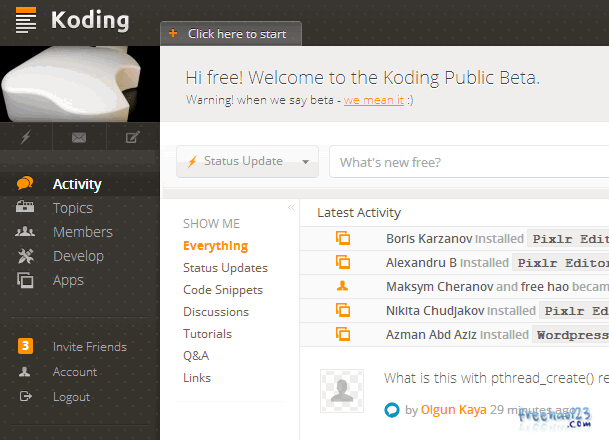 Koding
+ Click here to start
Hi free! Welcome to the Koding Public Beta.
Warning! when we say beta - we mean it :)
Status Update
What's new free?
Activity
Topics
Members
Develop
Apps
3 Invite Friends
Account
Logout
«
SHOW ME
Everything
Status Updates
Code Snippets
Discussions
Tutorials
Q&A
Links
Latest Activity
Boris Karzanov installed Pixlr Edit
Alexandru B installed Pixlr Editor
Maksym Cheranov and free hao becam
Nikita Chudjakov installed Pixlr Ed
Azman Abd Aziz installed Wordpress
What is this with pthread_create() re
by Olgun Kaya 29 minutes ago
freehao123
.com